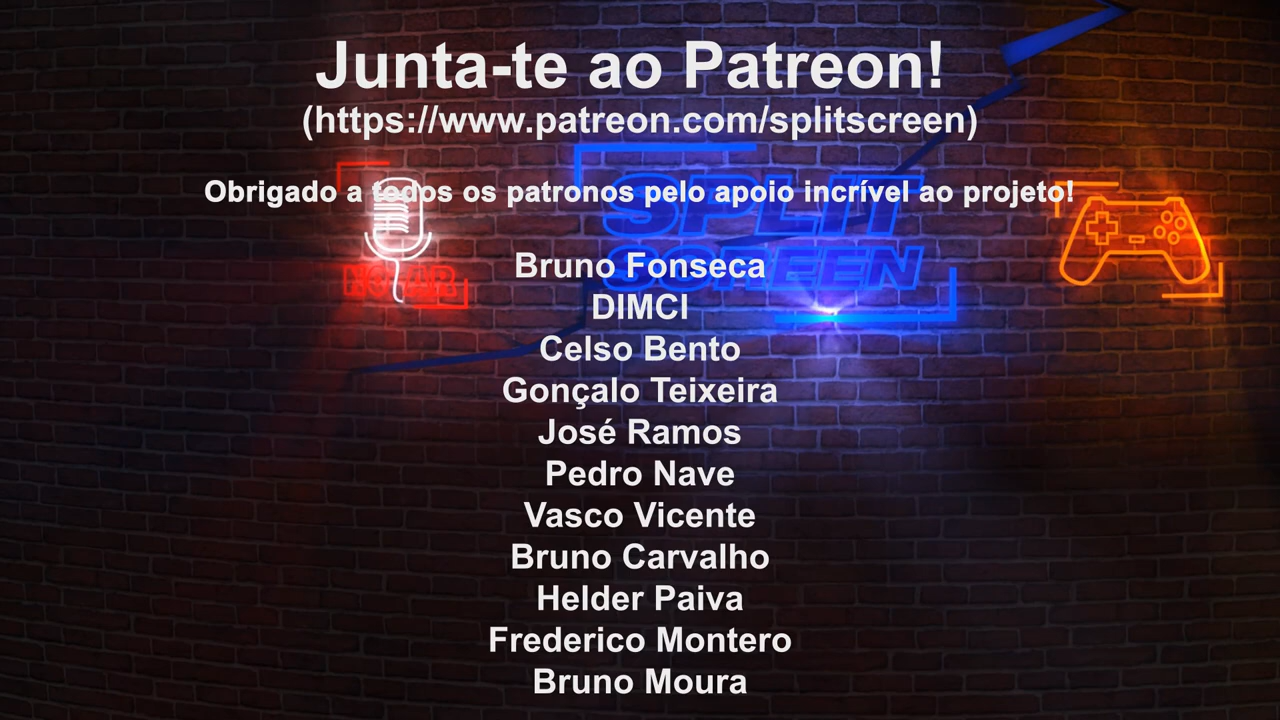 Junta-te ao Patreon!
(https://www.patreon.com/splitscreen)
Obrigado a todos os patronos pelo apoio incrível ao projeto!
SPLIT
SCREEN
Bruno Fonseca
DIMCI
Celso Bento
Gonçalo Teixeira
José Ramos
Pedro Nave
Vasco Vicente
Bruno Carvalho
Helder Paiva
Frederico Montero
Bruno Moura